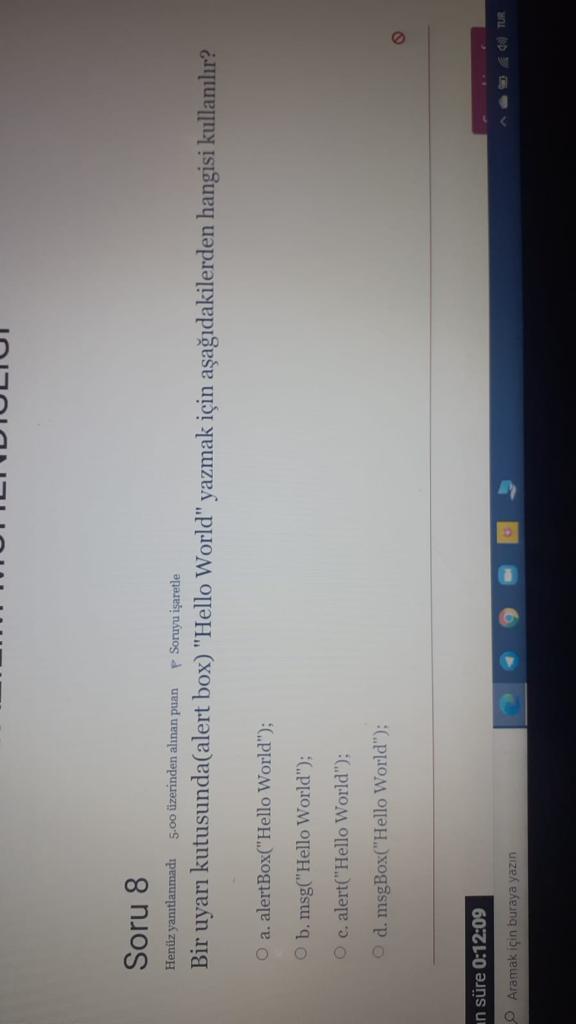 Soru 8
Henüz yanıtlanmadı 5.00 üzerinden alınan puan Soruyu işaretle
Bir uyarı kutusunda(alert box) "Hello World" yazmak için aşağıdakilerden hangisi kullanılır?
a. alertBox("Hello World");
b. msg("Hello World");
c. alert("Hello World");
d. msgBox("Hello World");
süre 0:12:09
Aramak için buraya yazın
TUR